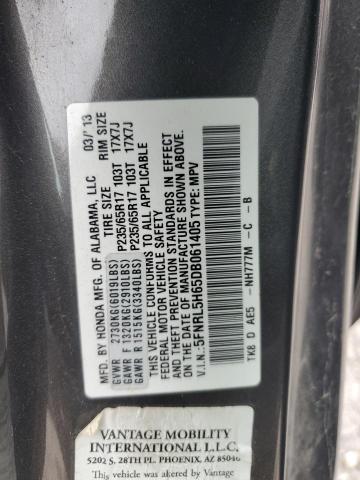 MFD. BY HONDA MFG. OF ALABAMA, LLC 03/'13
GVWR 2730KG(6019LBS) TIRE SIZE RIM SIZE
GAWR F 1320KG(2910LBS) P235/65R17 103T 17X7J
GAWR R 1515KG(3340LBS) P235/65R17 103T 17X7J
THIS VEHICLE CONFORMS TO ALL APPLICABLE
FEDERAL MOTOR VEHICLE SAFETY
AND THEFT PREVENTION STANDARDS IN EFFECT
ON THE DATE OF MANUFACTURE SHOWN ABOVE.
V.I.N.: 5FNRL5H65DB061405 TYPE: MPV
TK8 D AE5 - NH777M - C - B
VANTAGE MOBILITY
INTERNATIONAL L.L.C.
5202 S. 28TH PL. PHOENIX, AZ 85040
This vehicle was altered by Vantage